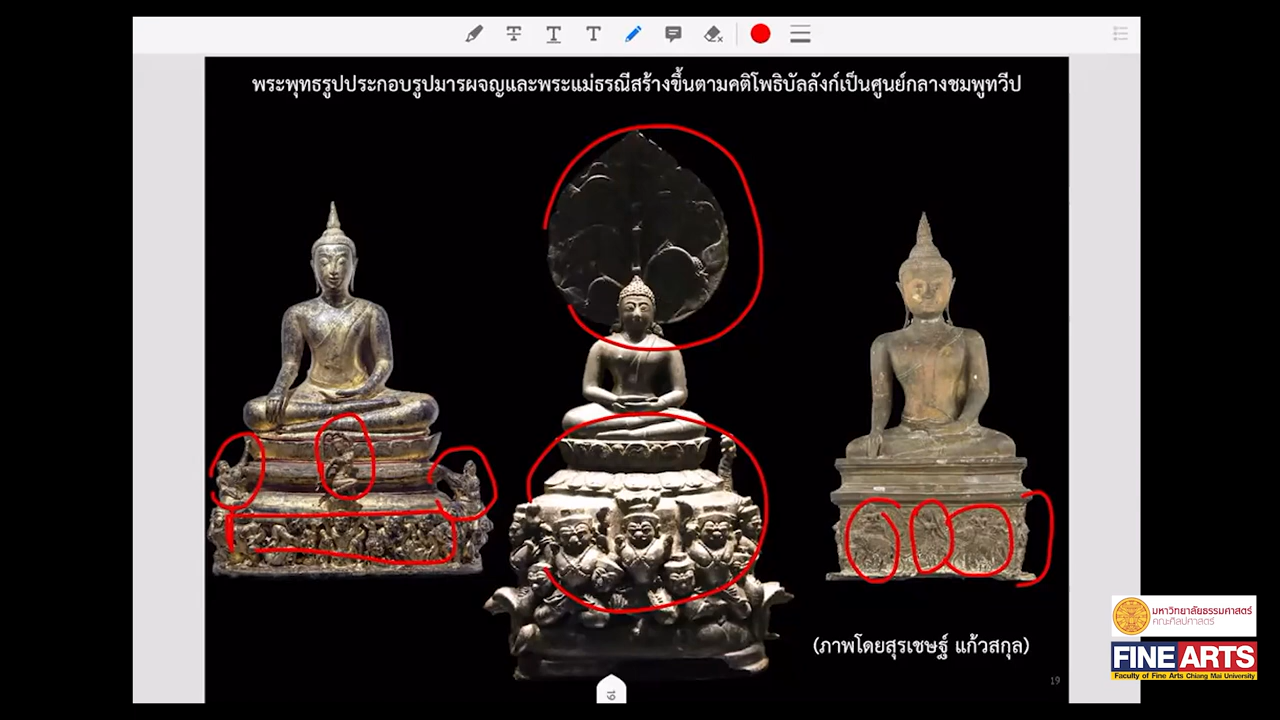 พระพุทธรูปประกอบรูปมารผจญและพระแม่ธรณีสร้างขึ้นตามคติโพธิบัลลังก์เป็นศูนย์กลางชมพูทวีป
(ภาพโดยสุรเชษฐ์ แก้วสกุล)
19
19
มหาวิทยาลัยธรรมศาสตร์
คณะศิลปศาสตร์
FINE ARTS
Faculty of Fine Arts Chiang Mai University